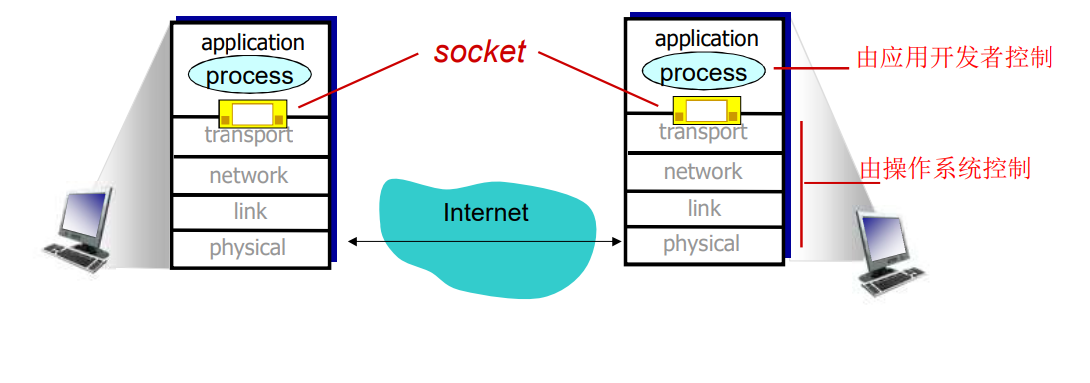 application
process
transport
network
link
physical
socket
Internet
application
process
transport
network
link
physical
由应用开发者控制
由操作系统控制